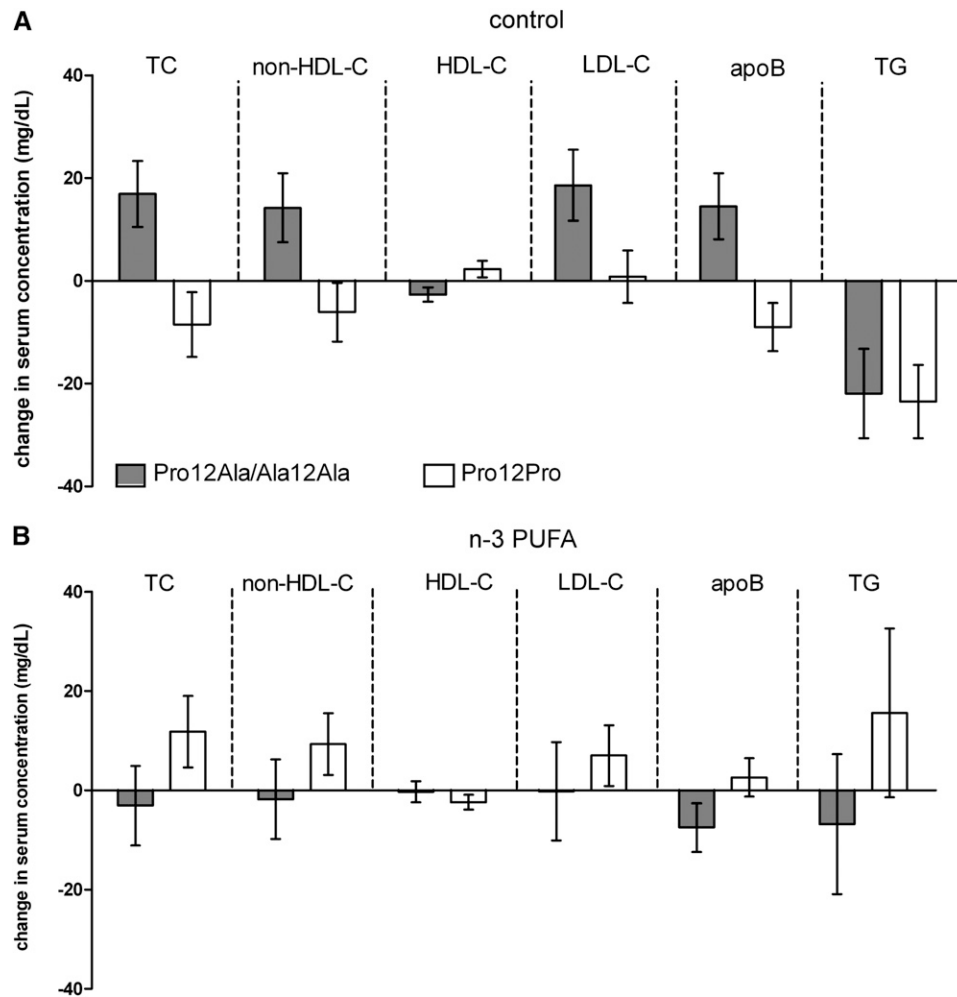 A
control
TC non-HDL-C HDL-C LDL-C apoB TG
change in serum concentration (mg/dL)
40
20
0
-20
-40
Pro12Ala/Ala12Ala Pro12Pro
B
n-3 PUFA
TC non-HDL-C HDL-C LDL-C apoB TG
change in serum concentration (mg/dL)
40
20
0
-20
-40